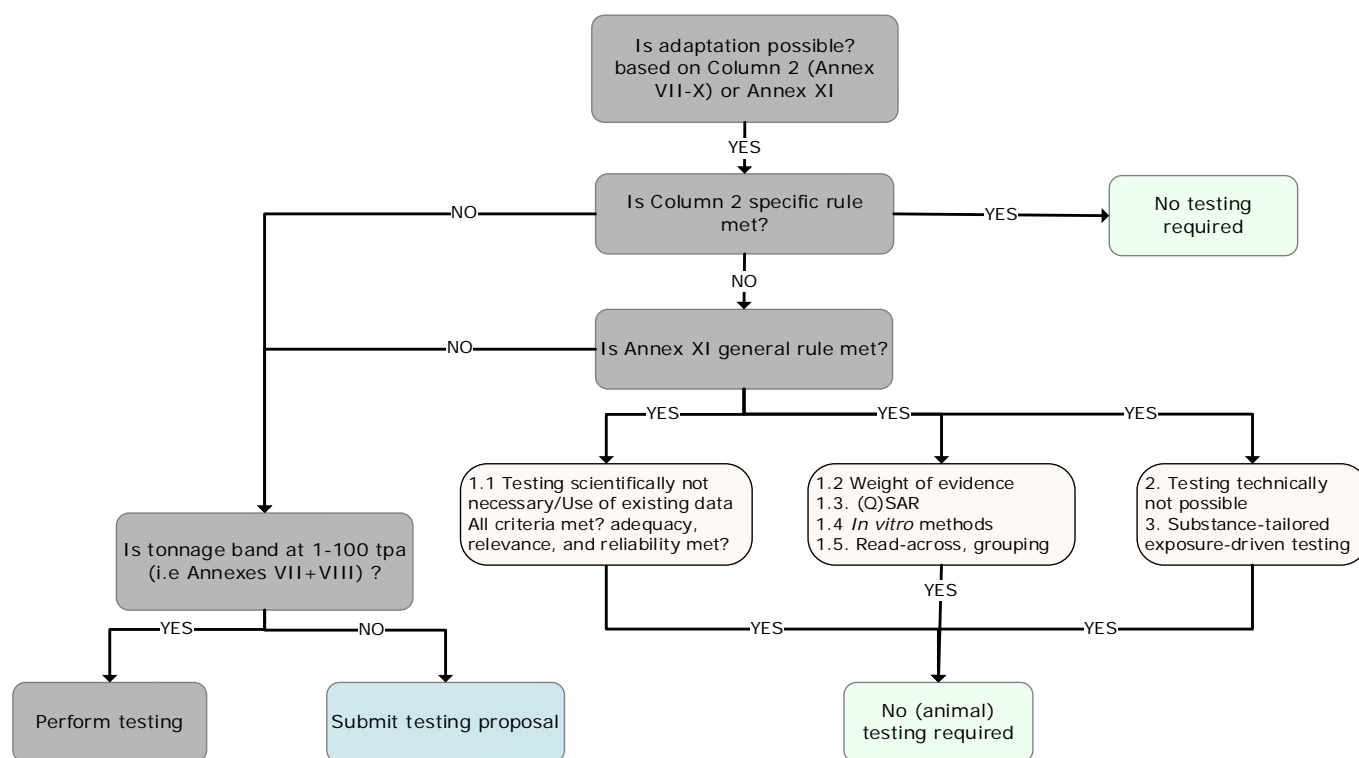 Is adaptation possible?
based on Column 2 (Annex
VII-X) or Annex XI
YES
Is Column 2 specific rule
met?
NO
YES
No testing
required
NO
Is Annex XI general rule met?
NO
YES
YES
YES
1.1 Testing scientifically not
necessary/Use of existing data
All criteria met? adequacy,
relevance, and reliability met?
1.2 Weight of evidence
1.3. (Q)SAR
1.4 In vitro methods
1.5. Read-across, grouping
2. Testing technically
not possible
3. Substance-tailored
exposure-driven testing
Is tonnage band at 1-100 tpa
(i.e Annexes VII+VIII) ?
YES
NO
YES
YES
YES
Perform testing
Submit testing proposal
No (animal)
testing required